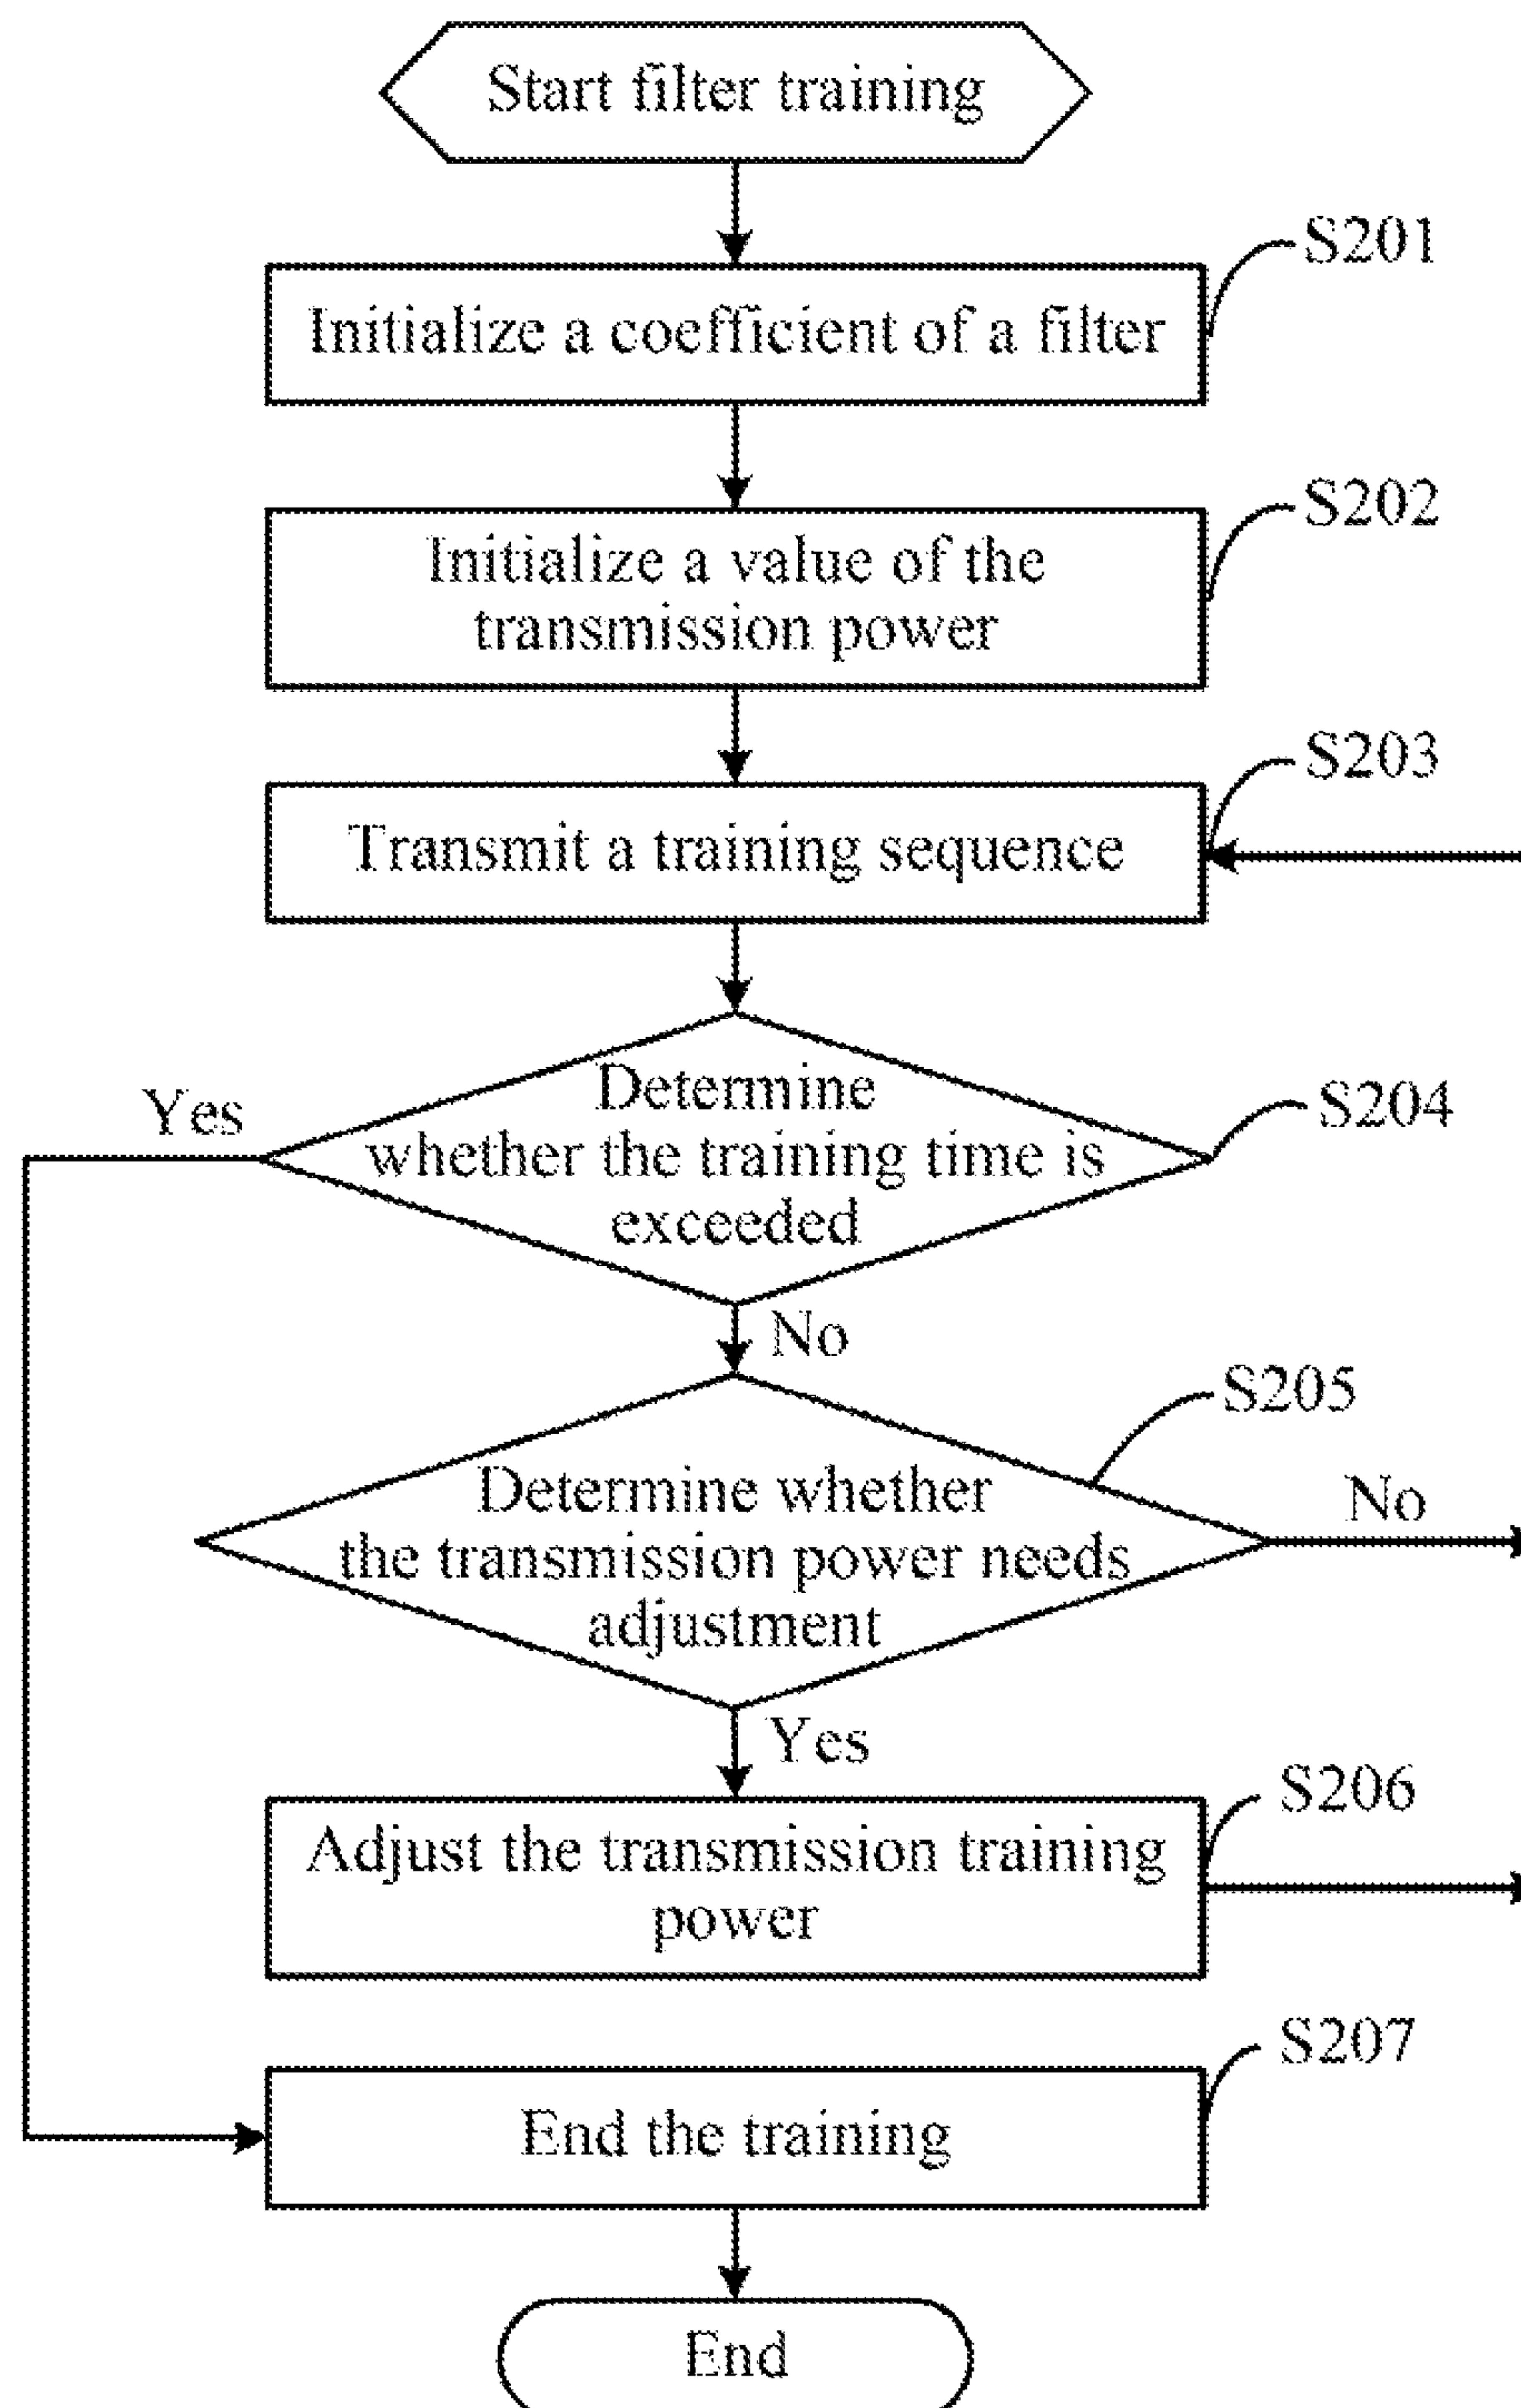 Start filter training
S201
Initialize a coefficient of a filter
S202
Initialize a value of the
transmission power
S203
Transmit a training sequence
Yes
Determine
whether the training time is
exceeded
S204
No
S205
Determine whether
the transmission power needs
adjustment
No
Yes
S206
Adjust the transmission training
power
S207
End the training
End